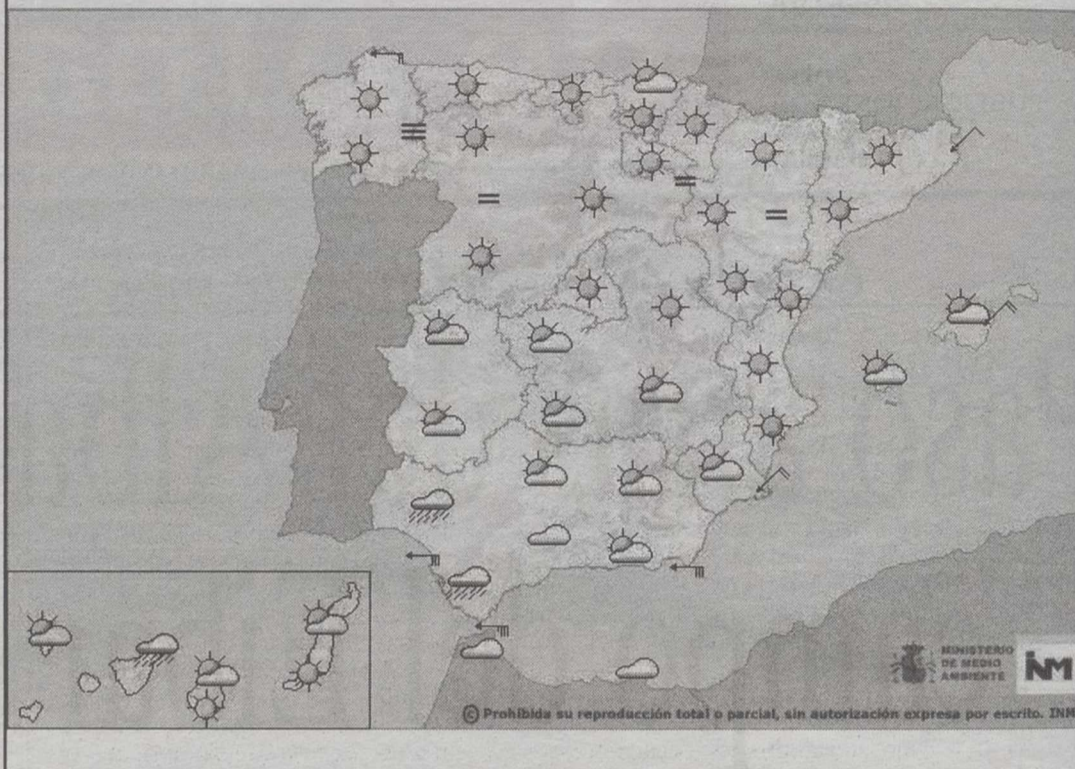 MINISTERIO
DE MEDIO
AMBIENTE
iNM
© Prohibida su reproducción total o parcial, sin autorización expresa por escrito. INM